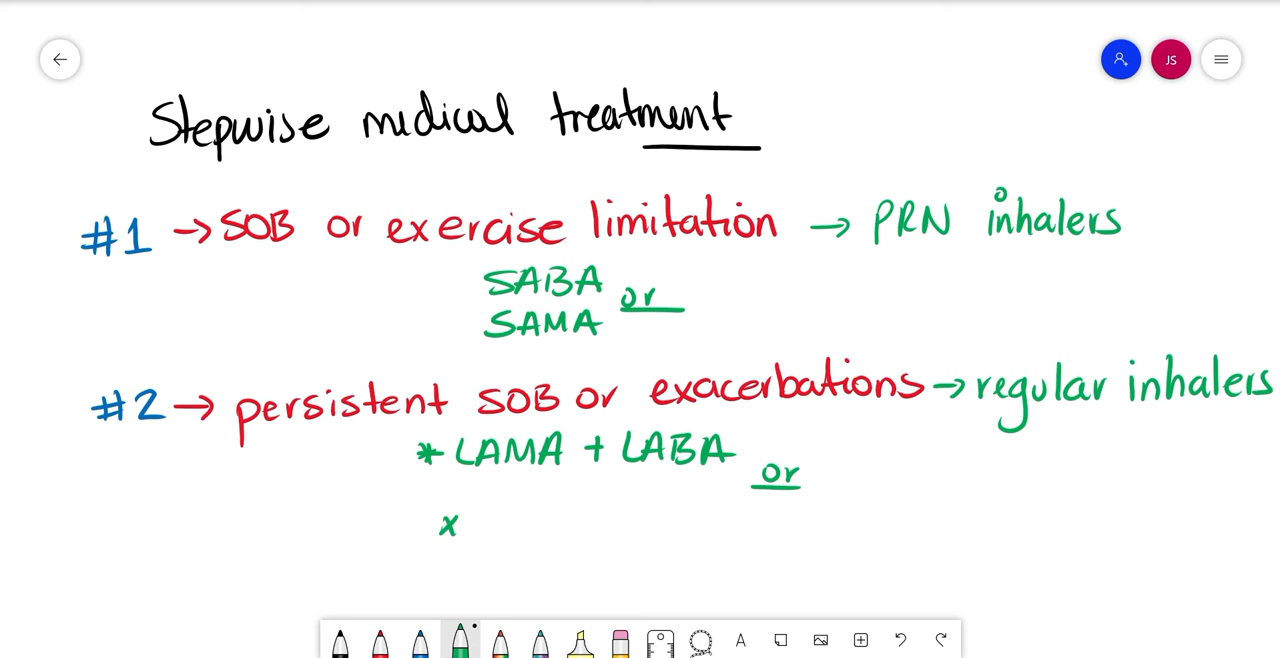 JS
Stepwise medical treatment
#1 → SOB or exercise limitation → PRN inhalers
SABA or
SAMA
#2 → persistent SOB or exacerbations → regular inhalers
* LAMA + LABA or
x
A